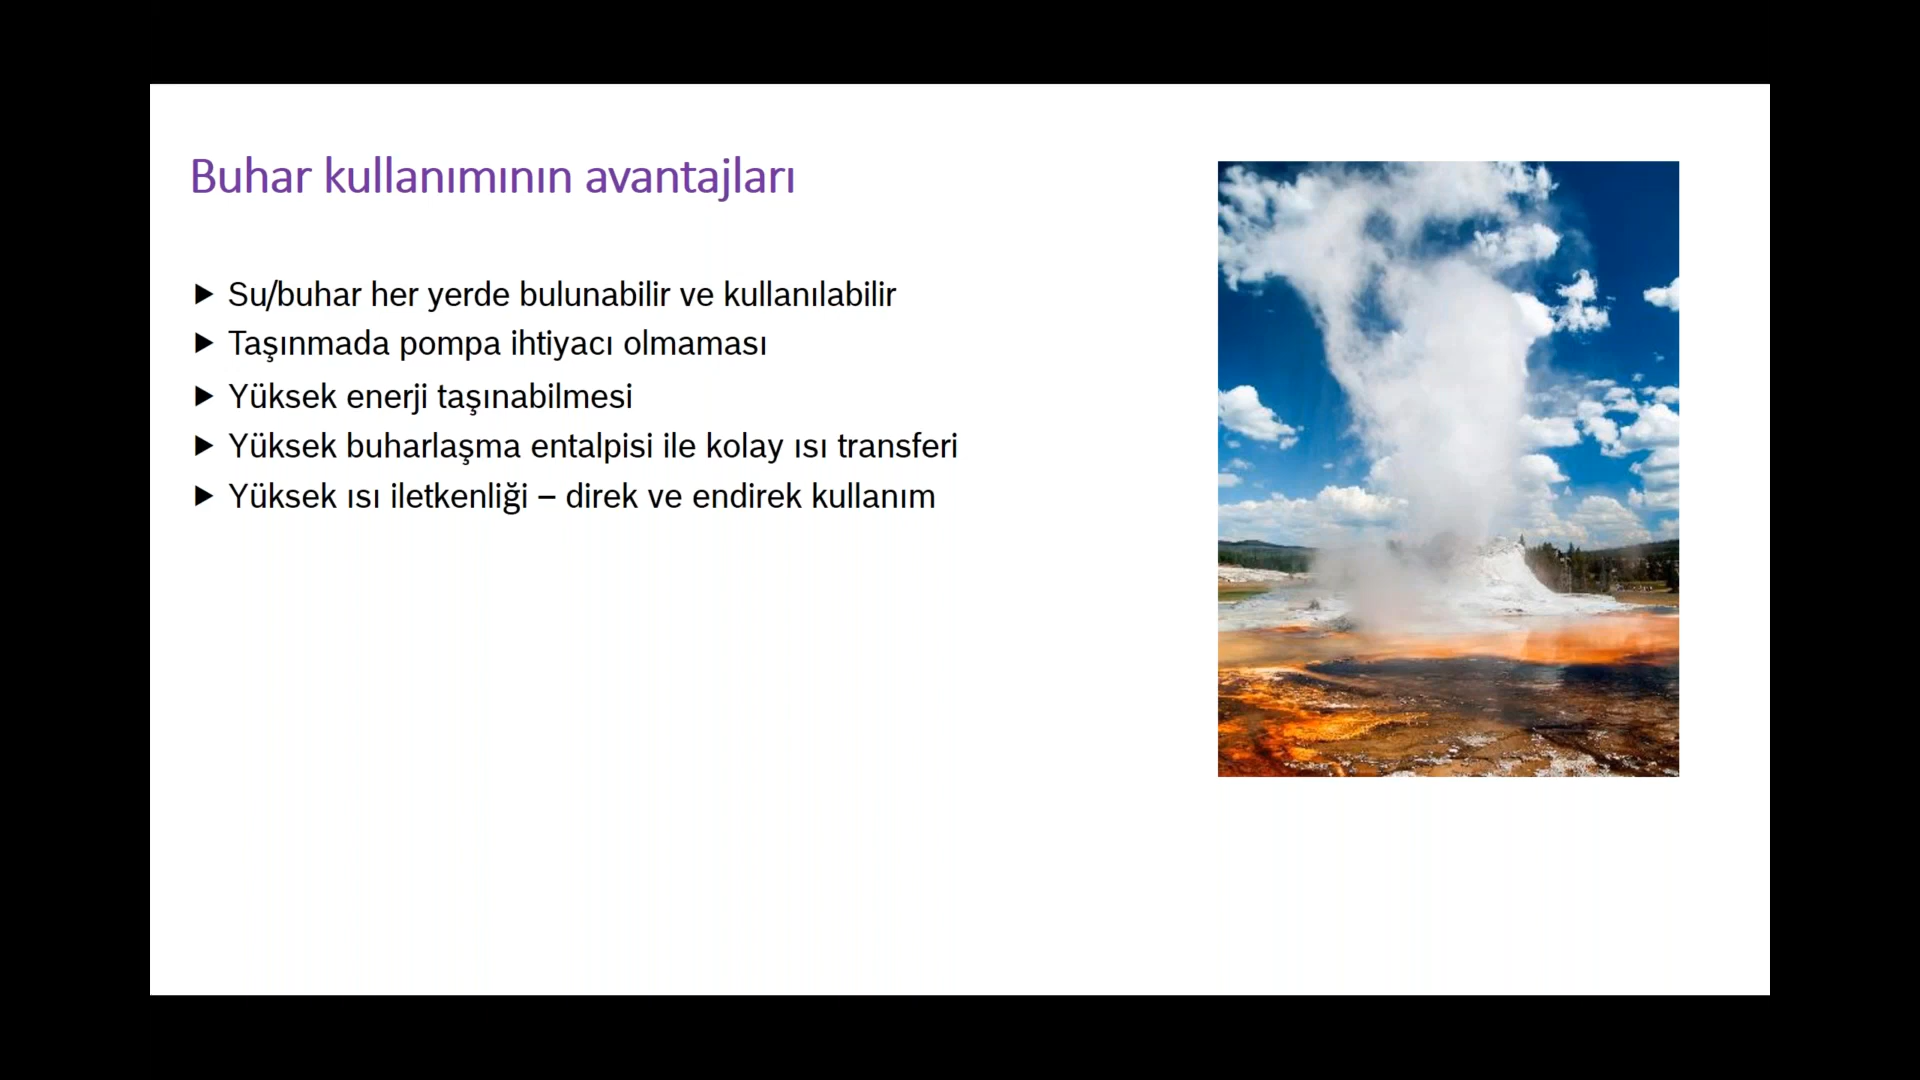 Buhar kullanımının avantajları
► Su/buhar her yerde bulunabilir ve kullanılabilir
► Taşınmada pompa ihtiyacı olmaması
► Yüksek enerji taşınabilmesi
► Yüksek buharlaşma entalpisi ile kolay ısı transferi
► Yüksek ısı iletkenliği – direk ve endirek kullanım